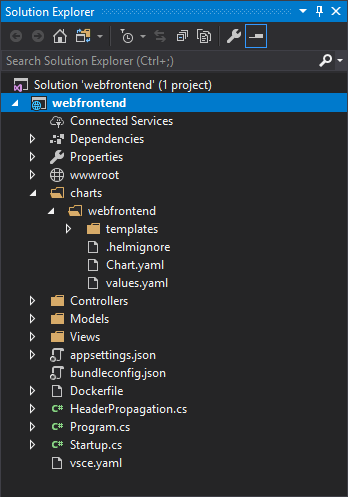 Solution Explorer
Search Solution Explorer (Ctrl+;)
Solution 'webfrontend' (1 project)
webfrontend
Connected Services
Dependencies
Properties
wwwroot
charts
webfrontend
templates
.helmignore
Chart.yaml
values.yaml
Controllers
Models
Views
appsettings.json
bundleconfig.json
Dockerfile
C# HeaderPropagation.cs
C# Program.cs
C# Startup.cs
vsce.yaml